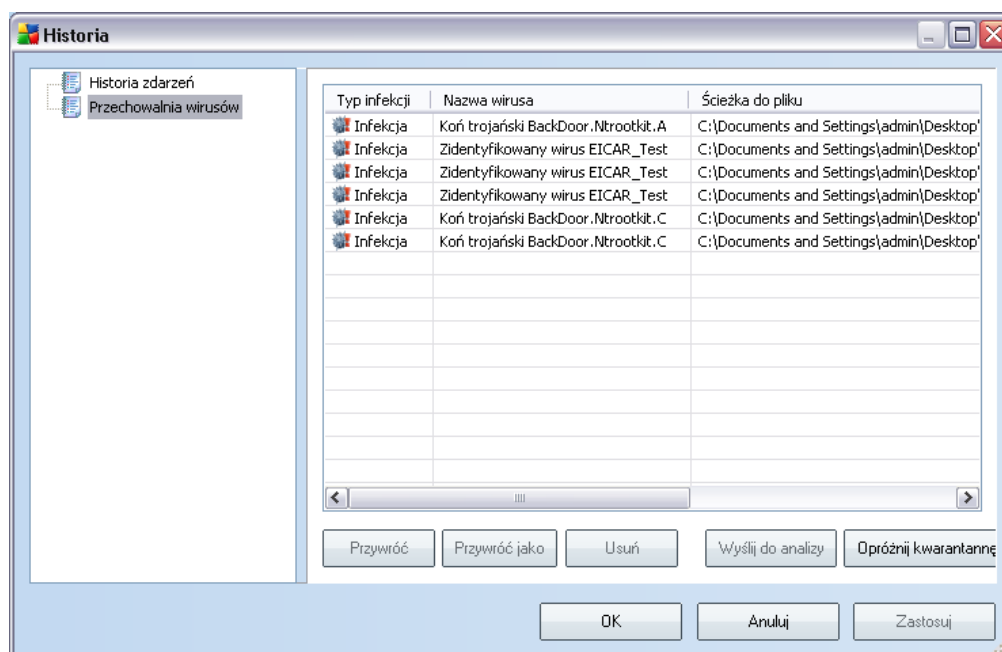 Historia
Historia zdarzeń
Przechowalnia wirusów
Typ infekcji Nazwa wirusa Ścieżka do pliku
Infekcja Koń trojański BackDoor.Ntrootkit.A C:\Documents and Settings\admin\Desktop'
Infekcja Zidentyfikowany wirus EICAR_Test C:\Documents and Settings\admin\Desktop'
Infekcja Zidentyfikowany wirus EICAR_Test C:\Documents and Settings\admin\Desktop'
Infekcja Zidentyfikowany wirus EICAR_Test C:\Documents and Settings\admin\Desktop'
Infekcja Koń trojański BackDoor.Ntrootkit.C C:\Documents and Settings\admin\Desktop'
Infekcja Koń trojański BackDoor.Ntrootkit.C C:\Documents and Settings\admin\Desktop'
Przywróć Przywróć jako Usuń Wyślij do analizy Opróżnij kwarantannę
OK Anuluj Zastosuj